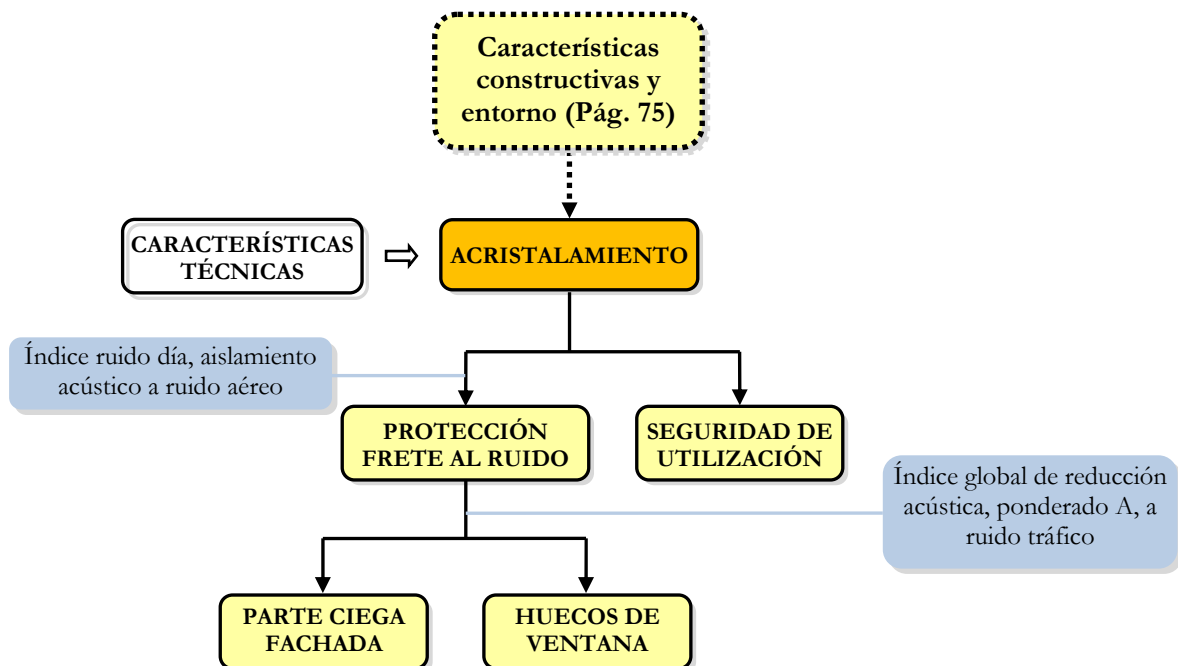 Características
constructivas y
entorno (Pág. 75)
CARACTERÍSTICAS
TÉCNICAS
ACRISTALAMIENTO
Índice ruido día, aislamiento
acústico a ruido aéreo
PROTECCIÓN
FRETE AL RUIDO
SEGURIDAD DE
UTILIZACIÓN
Índice global de reducción
acústica, ponderado A, a
ruido tráfico
PARTE CIEGA
FACHADA
HUECOS DE
VENTANA